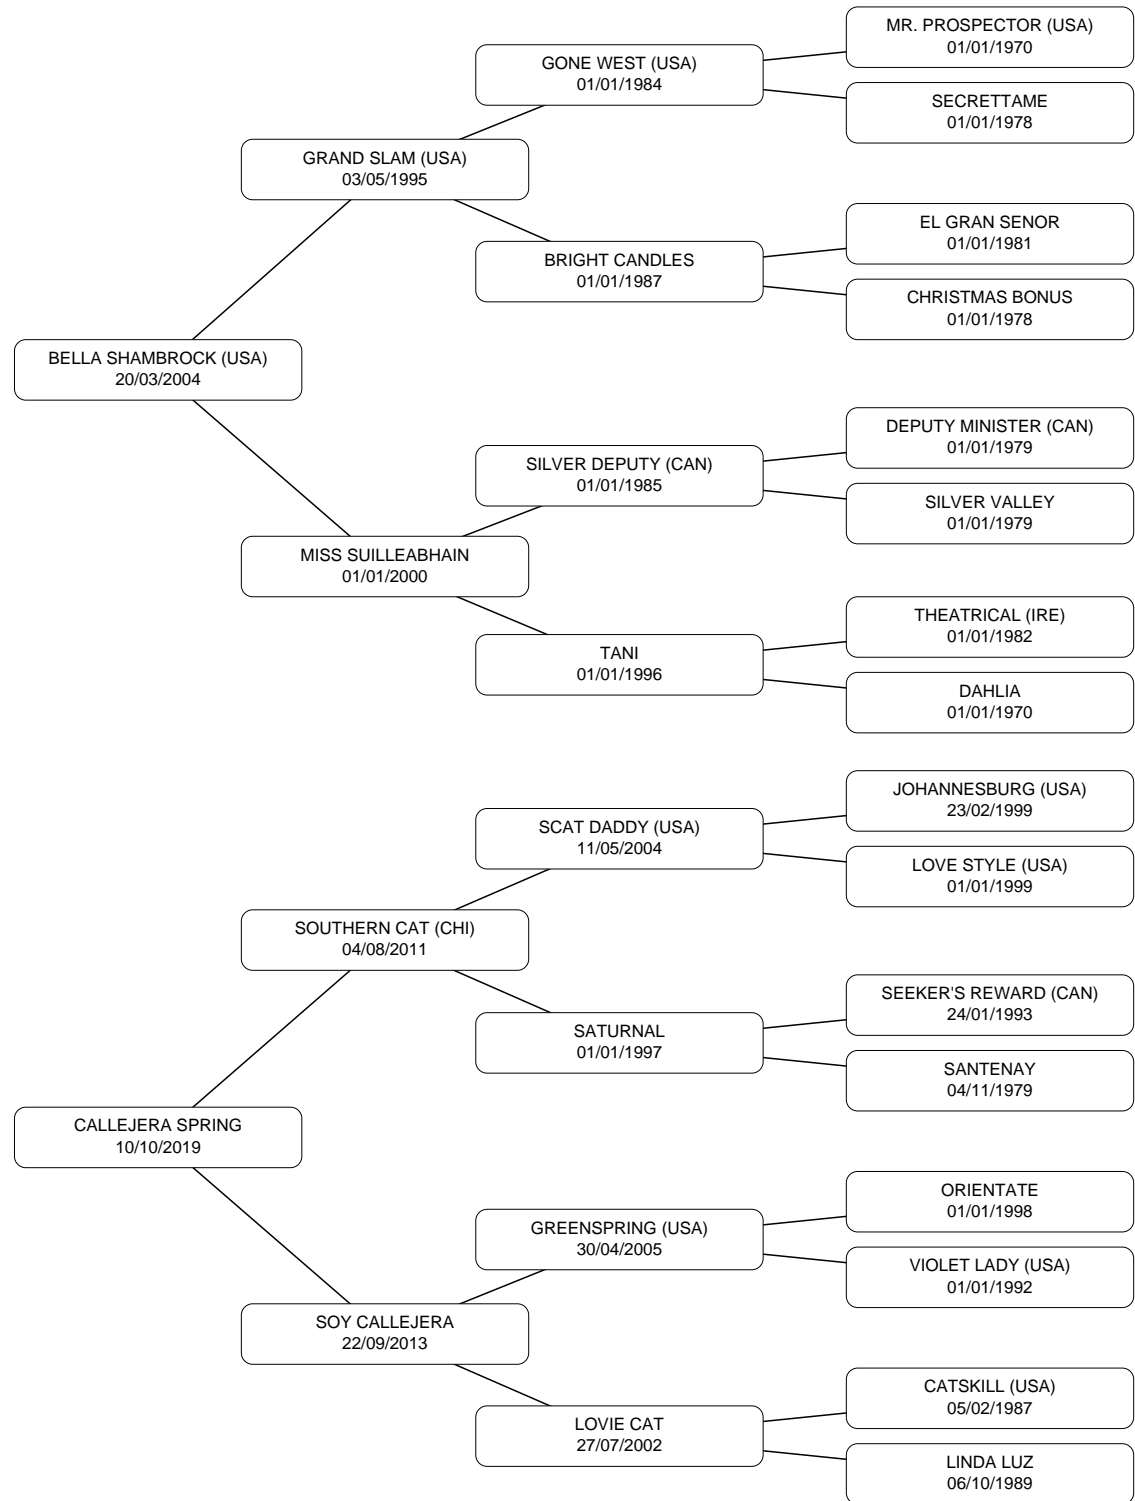 MR. PROSPECTOR (USA)
01/01/1970
GONE WEST (USA)
01/01/1984
SECRETTAME
01/01/1978
GRAND SLAM (USA)
03/05/1995
EL GRAN SENOR
01/01/1981
BRIGHT CANDLES
01/01/1987
CHRISTMAS BONUS
01/01/1978
BELLA SHAMBROCK (USA)
20/03/2004
DEPUTY MINISTER (CAN)
01/01/1979
SILVER DEPUTY (CAN)
01/01/1985
SILVER VALLEY
01/01/1979
MISS SUILLEABHAIN
01/01/2000
THEATRICAL (IRE)
01/01/1982
TANI
01/01/1996
DAHLIA
01/01/1970
JOHANNESBURG (USA)
23/02/1999
SCAT DADDY (USA)
11/05/2004
LOVE STYLE (USA)
01/01/1999
SOUTHERN CAT (CHI)
04/08/2011
SEEKER'S REWARD (CAN)
24/01/1993
SATURNAL
01/01/1997
SANTENAY
04/11/1979
CALLEJERA SPRING
10/10/2019
ORIENTATE
01/01/1998
GREENSPRING (USA)
30/04/2005
VIOLET LADY (USA)
01/01/1992
SOY CALLEJERA
22/09/2013
CATSKILL (USA)
05/02/1987
LOVIE CAT
27/07/2002
LINDA LUZ
06/10/1989